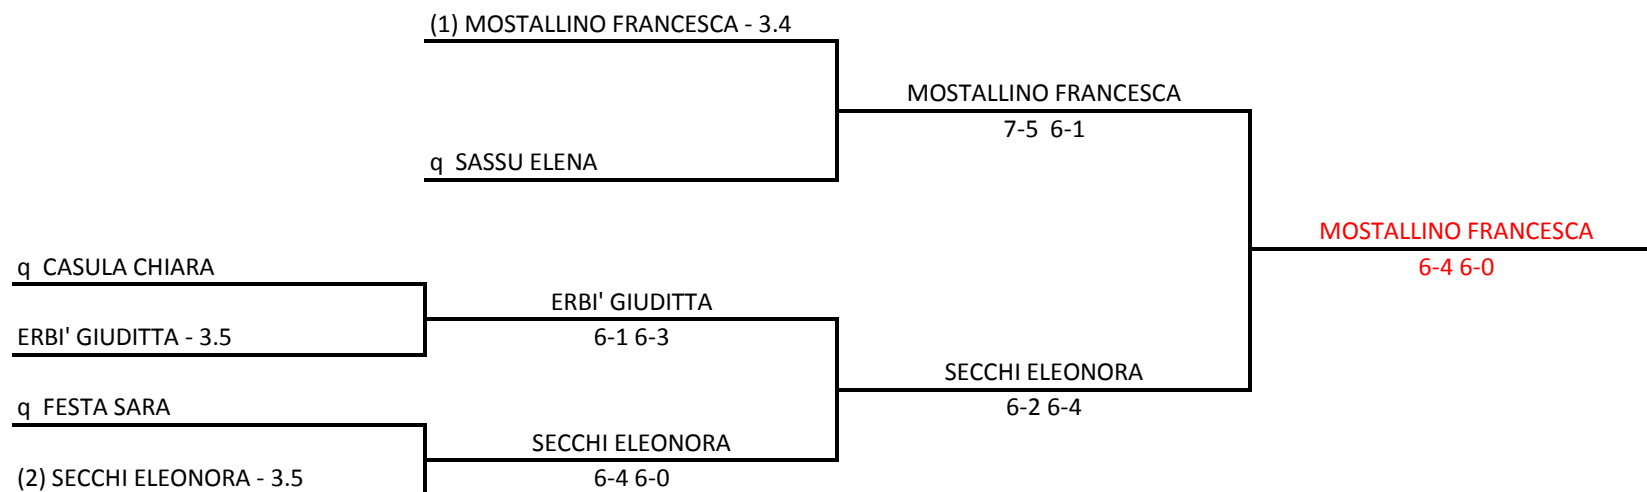 (1) MOSTALLINO FRANCESCA - 3.4
MOSTALLINO FRANCESCA
7-5 6-1
q SASSU ELENA
MOSTALLINO FRANCESCA
6-4 6-0
q CASULA CHIARA
ERBI' GIUDITTA
6-1 6-3
ERBI' GIUDITTA - 3.5
SECCHI ELEONORA
6-2 6-4
q FESTA SARA
SECCHI ELEONORA
6-4 6-0
(2) SECCHI ELEONORA - 3.5